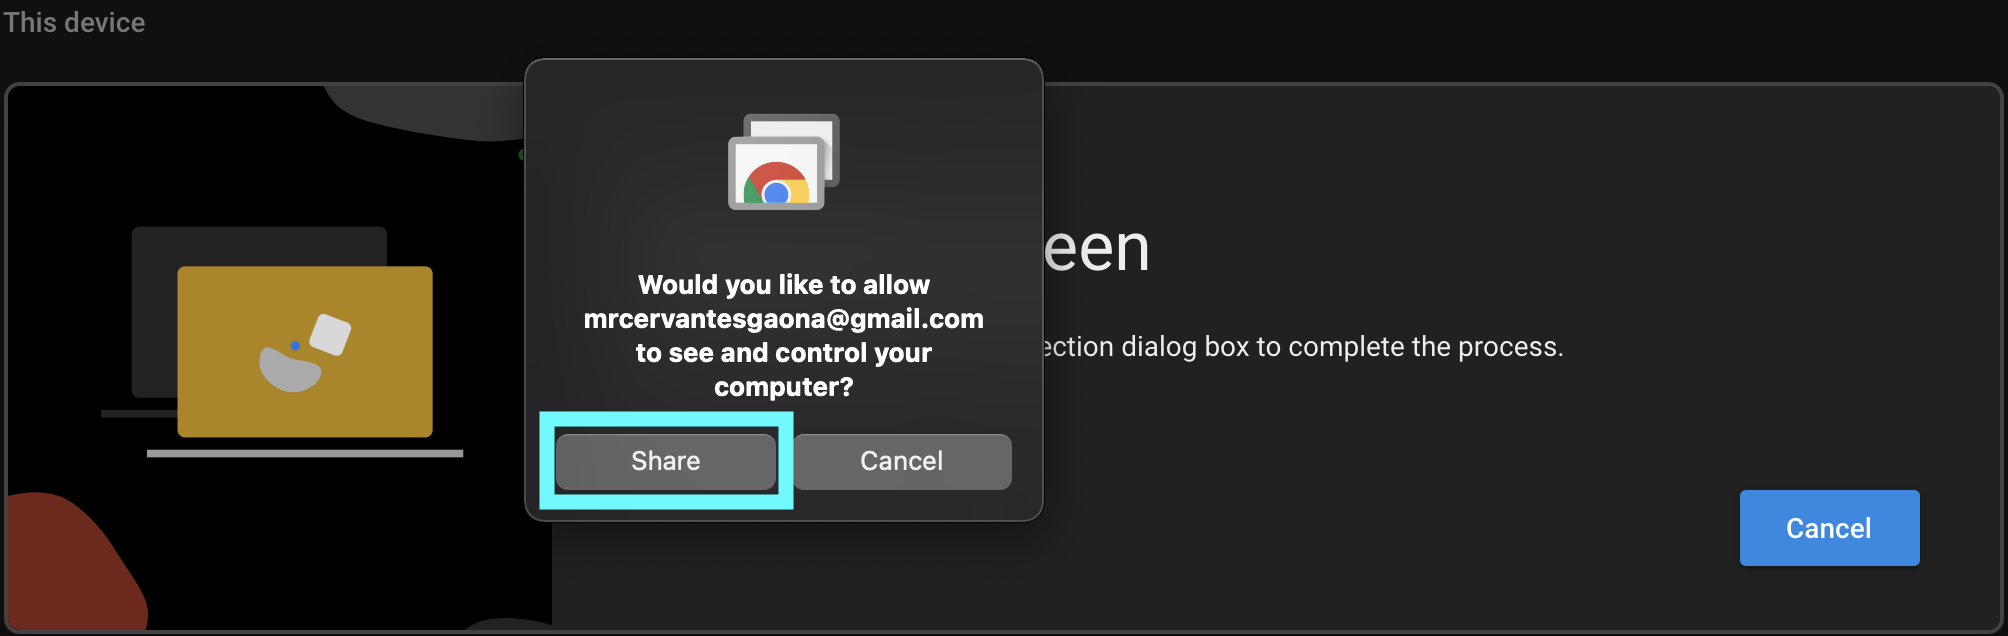 This device
Would you like to allow
mrcervantesgaona@gmail.com
to see and control your
computer?
Share
Cancel
een
ection dialog box to complete the process.
Cancel